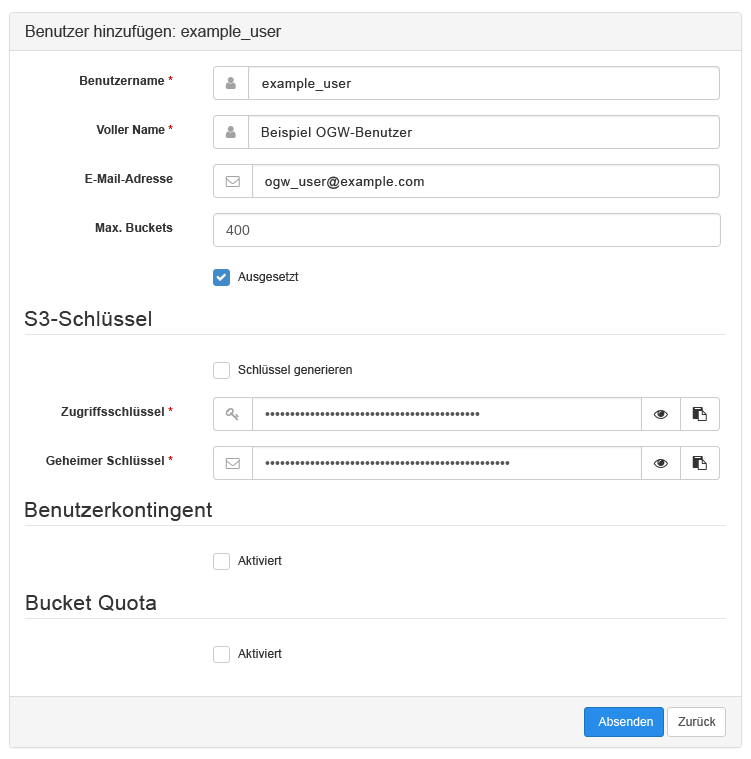 Benutzer hinzufügen: example_user
Benutzername *
example_user
Voller Name *
Beispiel OGW-Benutzer
E-Mail-Adresse
ogw_user@example.com
Max. Buckets
400
Ausgesetzt
S3-Schlüssel
Schlüssel generieren
Zugriffsschlüssel *
Geheimer Schlüssel *
Benutzerkontingent
Aktiviert
Bucket Quota
Aktiviert
Absenden Zurück